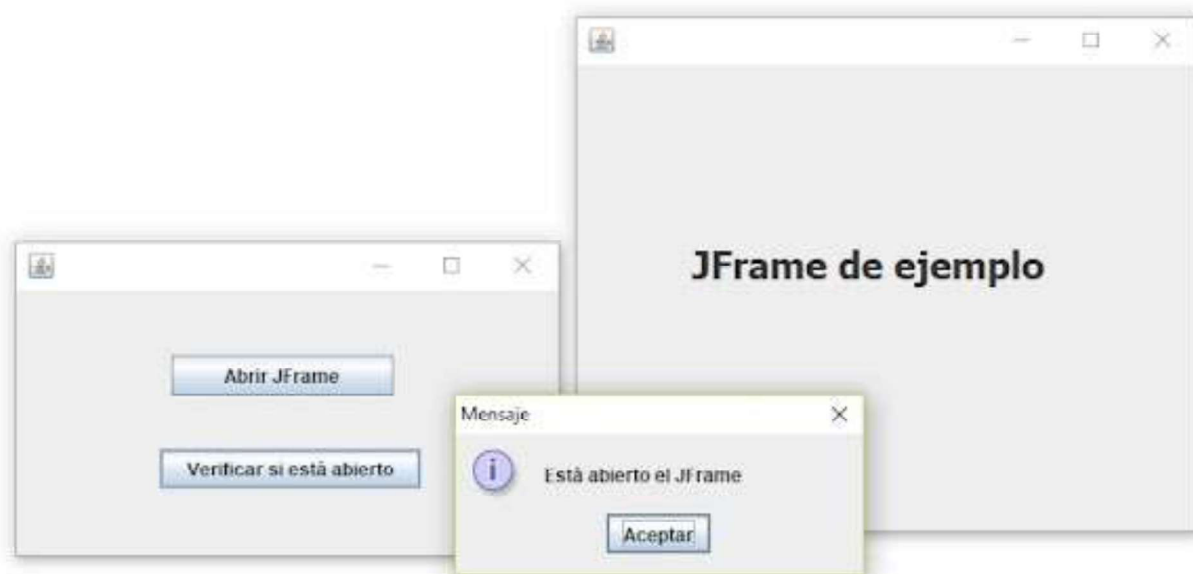 JFrame de ejemplo
Abrir JFrame
Verificar si está abierto
Mensaje
Está abierto el JFrame
Aceptar